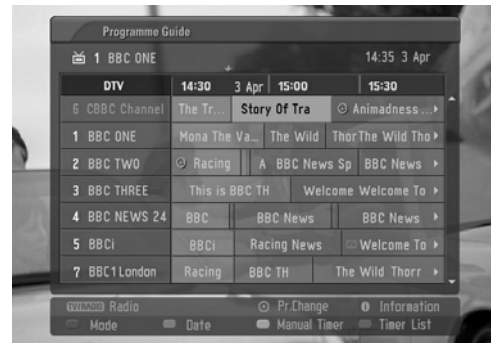 Programme Guide
1 BBC ONE 14:35 3 Apr
DTV 14:30 3 Apr 15:00 15:30
6 CBBC Channel The Tr... Story Of Tra Animadness ...
1 BBC ONE Mona The Va... The Wild ThorThe Wild Tho
2 BBC TWO Racing A BBC News Sp BBC News
3 BBC THREE This is BBC TH Welcome Welcome To
4 BBC NEWS 24 BBC BBC News BBC News
5 BBCi BBCi Racing News Welcome To
7 BBC1 London Racing BBC TH The Wild Thorr
TV/RADIO Radio Pr.Change Information
Mode Date Manual Timer Timer List